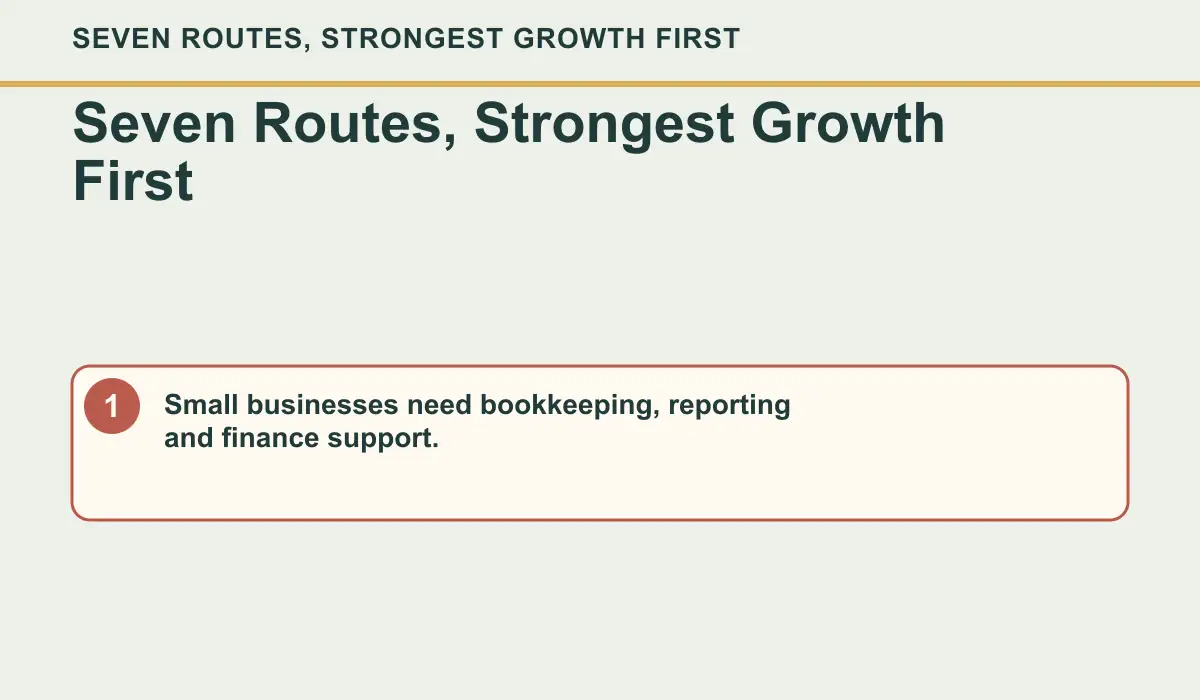 SEVEN ROUTES, STRONGEST GROWTH FIRST
Seven Routes, Strongest Growth
First
1
Small businesses need bookkeeping, reporting
and finance support.